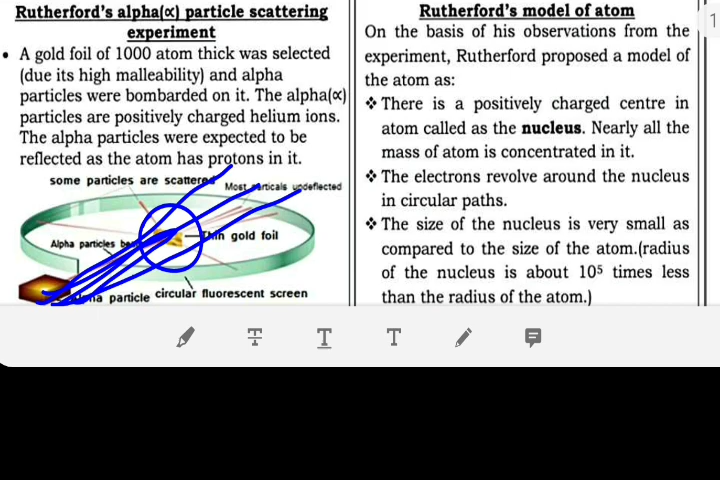 Rutherford's alpha(∝) particle scattering
experiment
• A gold foil of 1000 atom thick was selected
(due its high malleability) and alpha
particles were bombarded on it. The alpha(∝)
particles are positively charged helium ions.
The alpha particles were expected to be
reflected as the atom has protons in it.
some particles are scattered
Most particals undeflected
Thin gold foil
Alpha particles
particle
circular fluorescent screen
Rutherford's model of atom
On the basis of his observations from the
experiment, Rutherford proposed a model of
the atom as:
❖ There is a positively charged centre in
atom called as the nucleus. Nearly all the
mass of atom is concentrated in it.
❖ The electrons revolve around the nucleus
in circular paths.
❖ The size of the nucleus is very small as
compared to the size of the atom.(radius
of the nucleus is about 10⁵ times less
than the radius of the atom.)
1
T
T
T